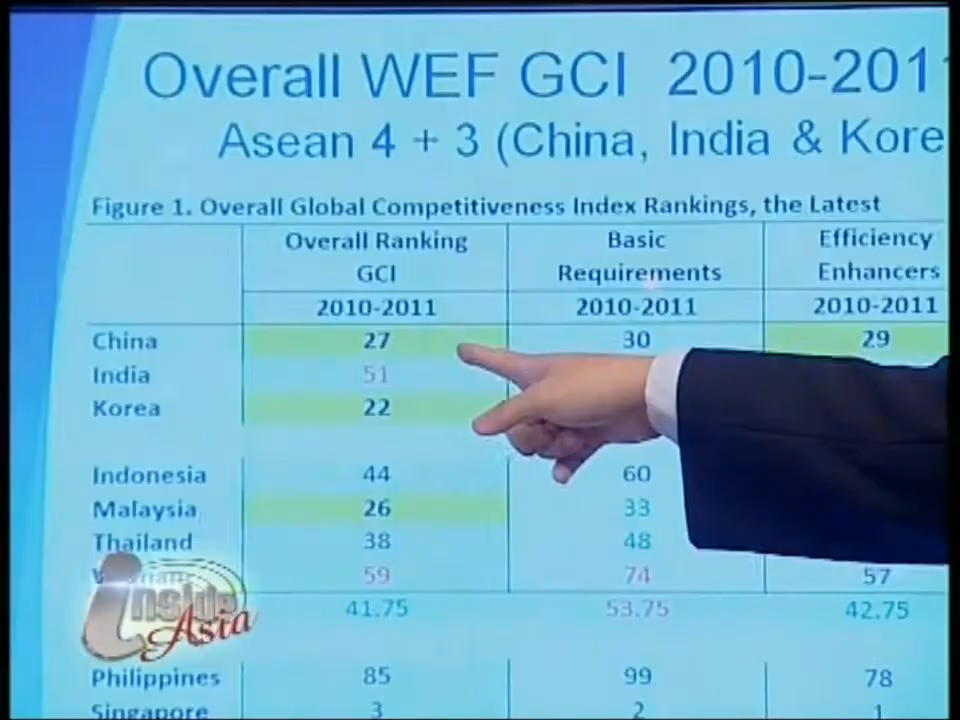 Overall WEF GCI 2010-2011
Asean 4 + 3 (China, India & Kore
Figure 1. Overall Global Competitiveness Index Rankings, the Latest
Overall Ranking GCI Basic Requirements Efficiency Enhancers
2010-2011 2010-2011 2010-2011
China 27 30 29
India 51
Korea 22
Indonesia 44 60
Malaysia 26 33
Thailand 38 48
59 74 57
41.75 53.75 42.75
Philippines 85 99 78
Singapore 3 2 1
inside
Asia